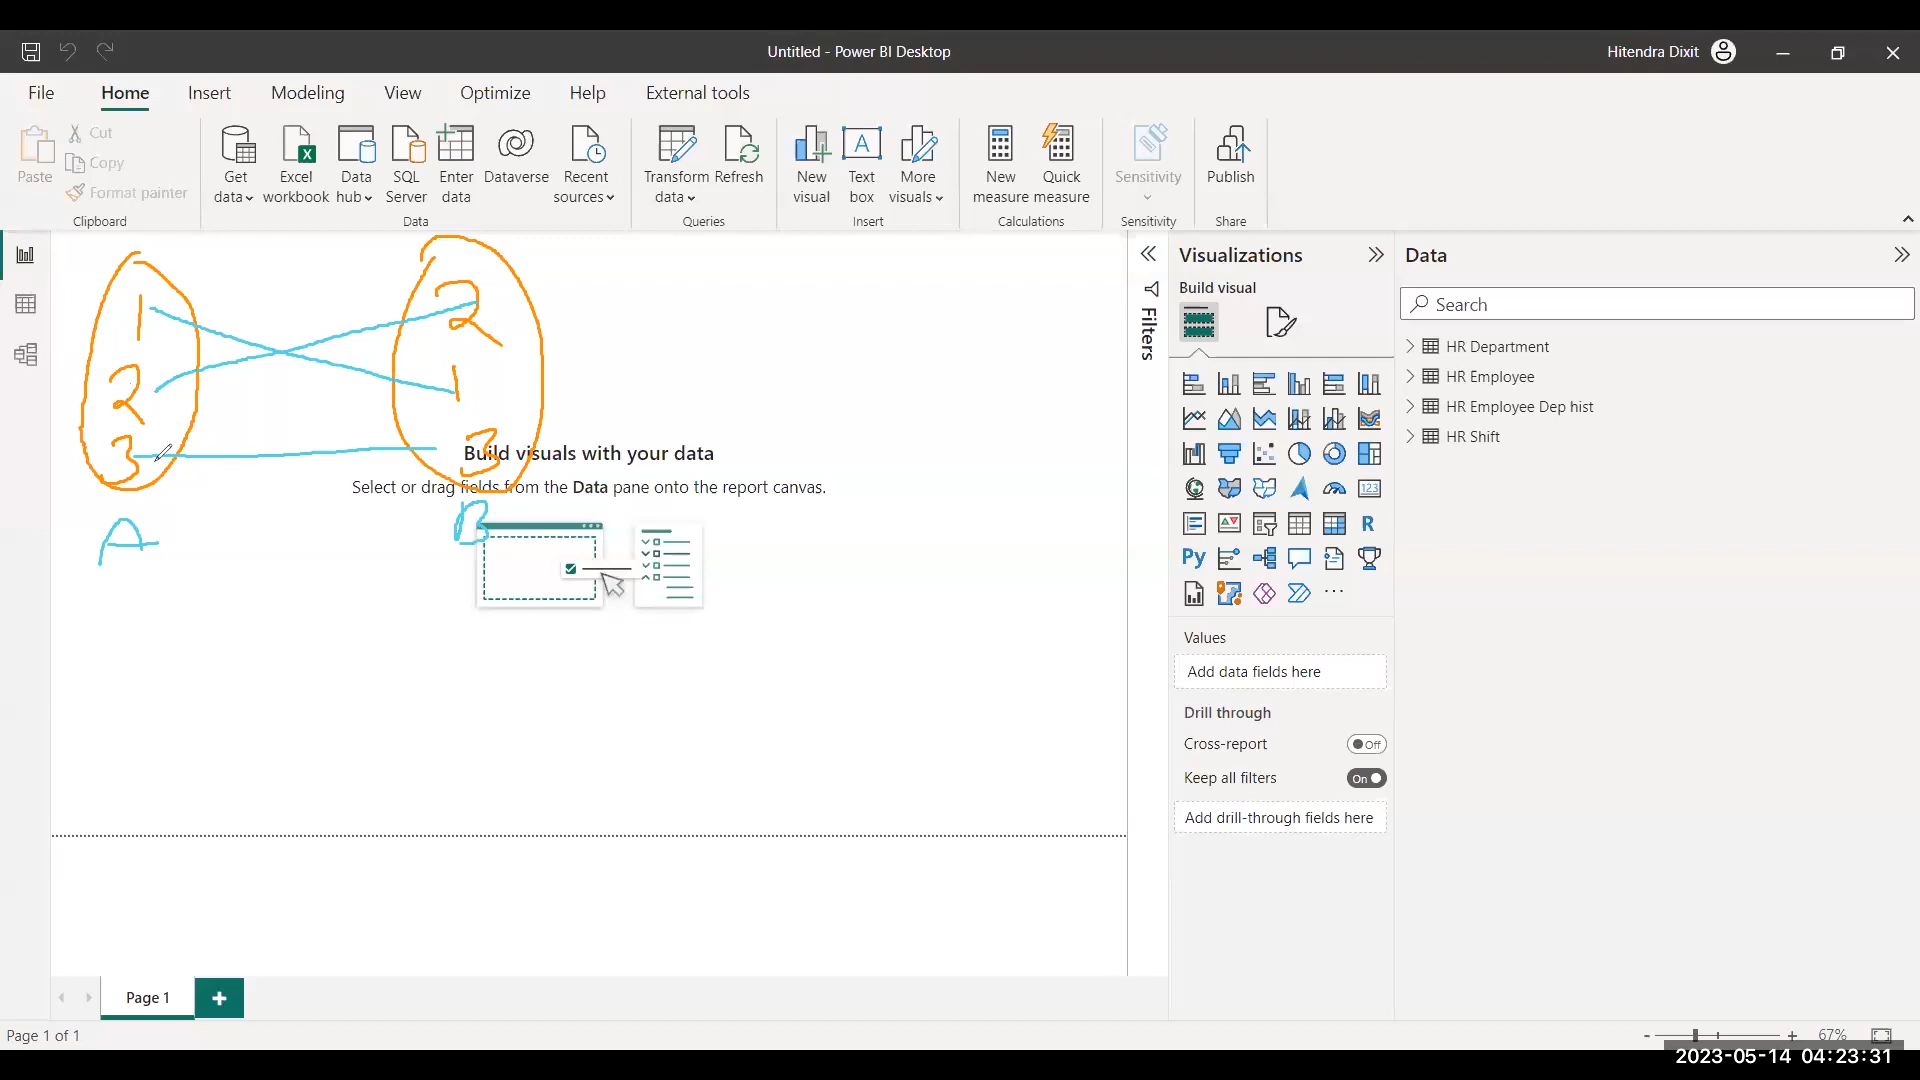 Untitled - Power BI Desktop
Hitendra Dixit
File Home Insert Modeling View Optimize Help External tools
Paste
Cut
Copy
Format painter
Clipboard
Get data
Excel workbook
Data hub
SQL Server
Enter data
Dataverse
Recent sources
Data
Transform data
Refresh
Queries
New visual
Text box
More visuals
Insert
New measure
Quick measure
Calculations
Sensitivity
Sensitivity
Publish
Share
1
2
3
A
2
1
3
B
Build visuals with your data
Select or drag fields from the Data pane onto the report canvas.
Filters
Visualizations
Build visual
123
R
Py
Values
Add data fields here
Drill through
Cross-report Off
Keep all filters On
Add drill-through fields here
Data
Search
HR Department
HR Employee
HR Employee Dep hist
HR Shift
Page 1
Page 1 of 1
67%
2023-05-14 04:23:31